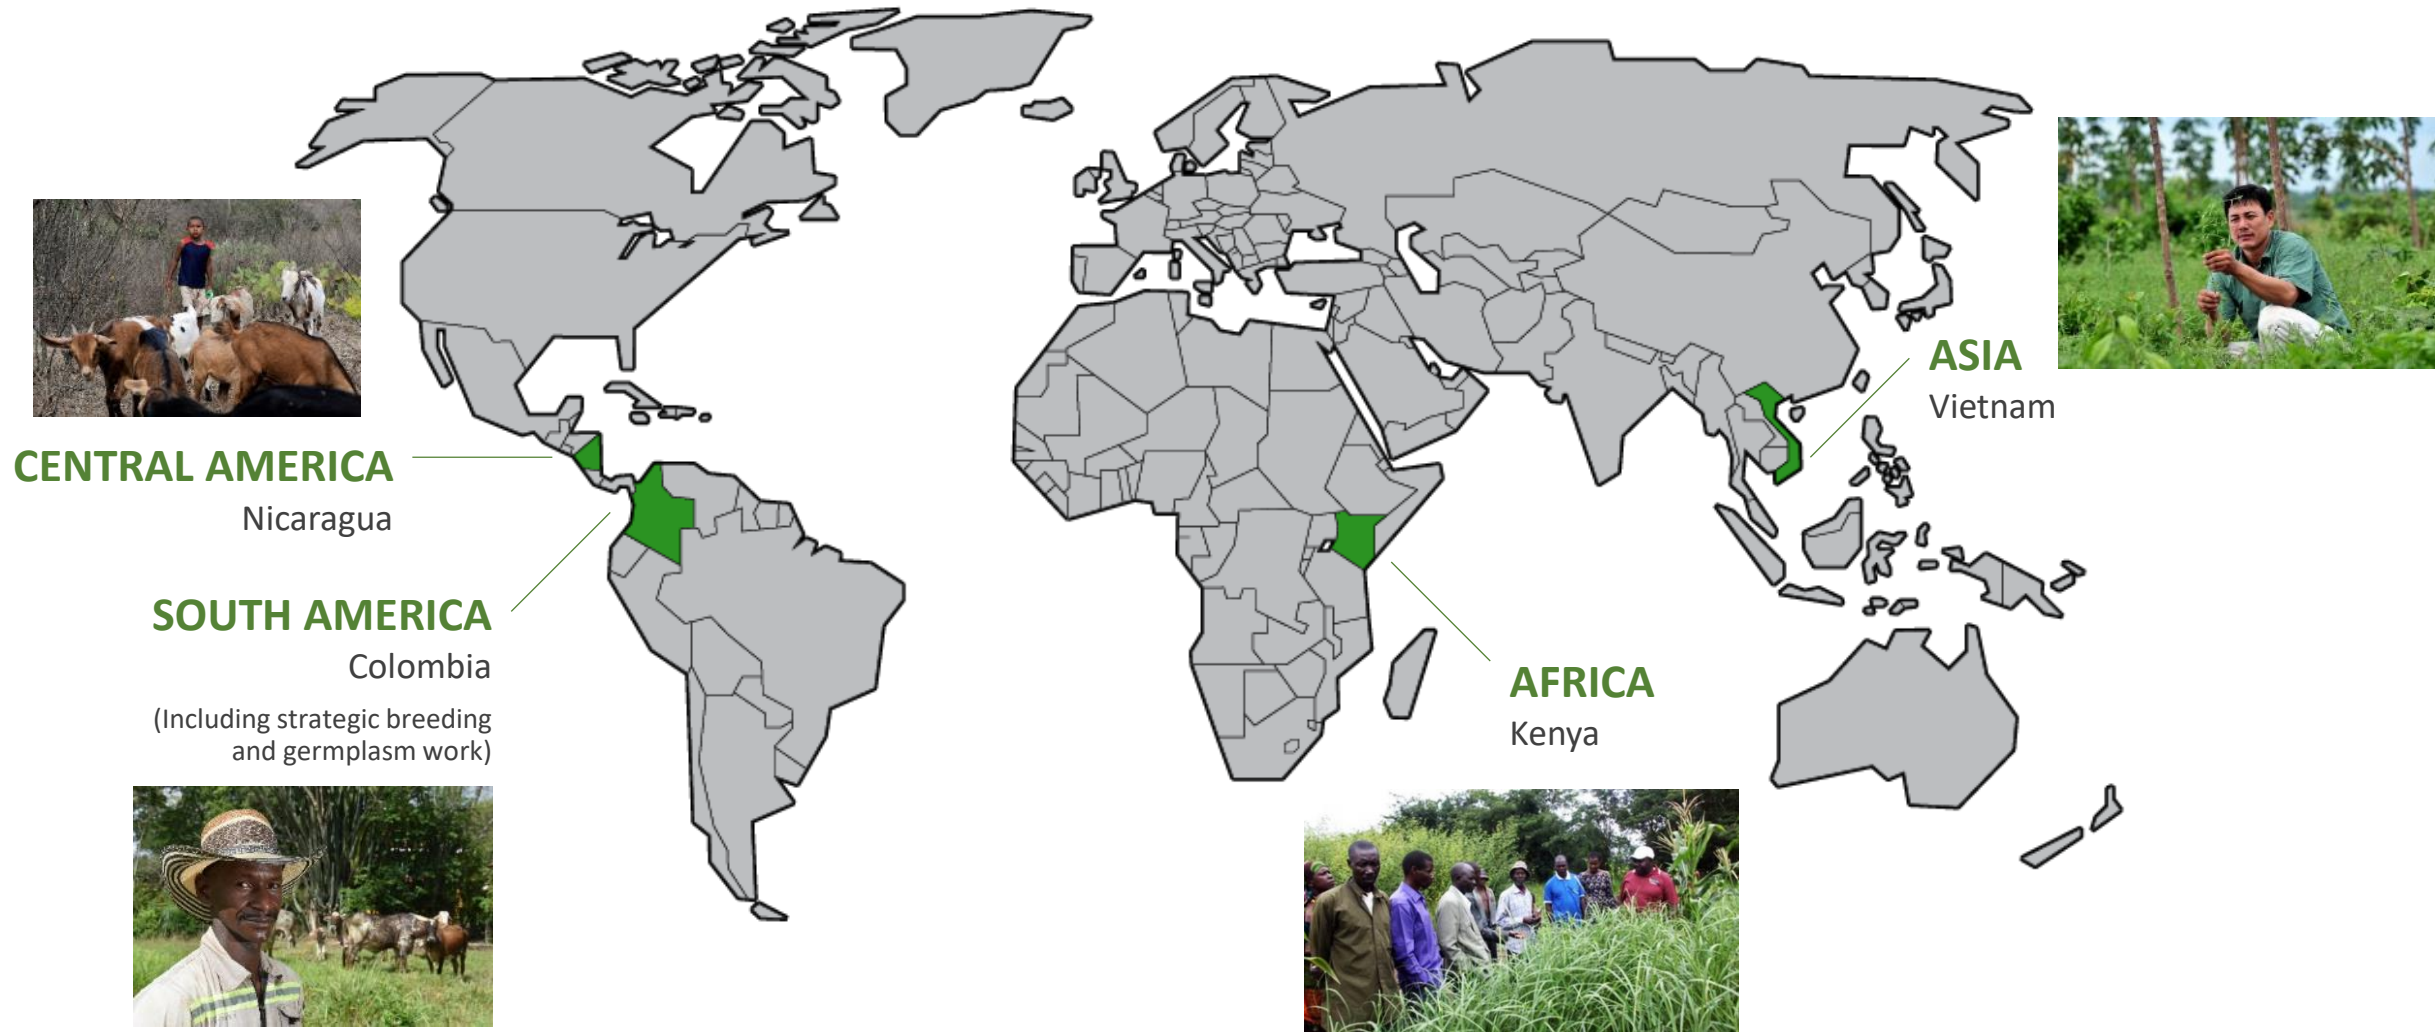 CENTRAL AMERICA
Nicaragua
SOUTH AMERICA
Colombia
(Including strategic breeding
and germplasm work)
ASIA
Vietnam
AFRICA
Kenya